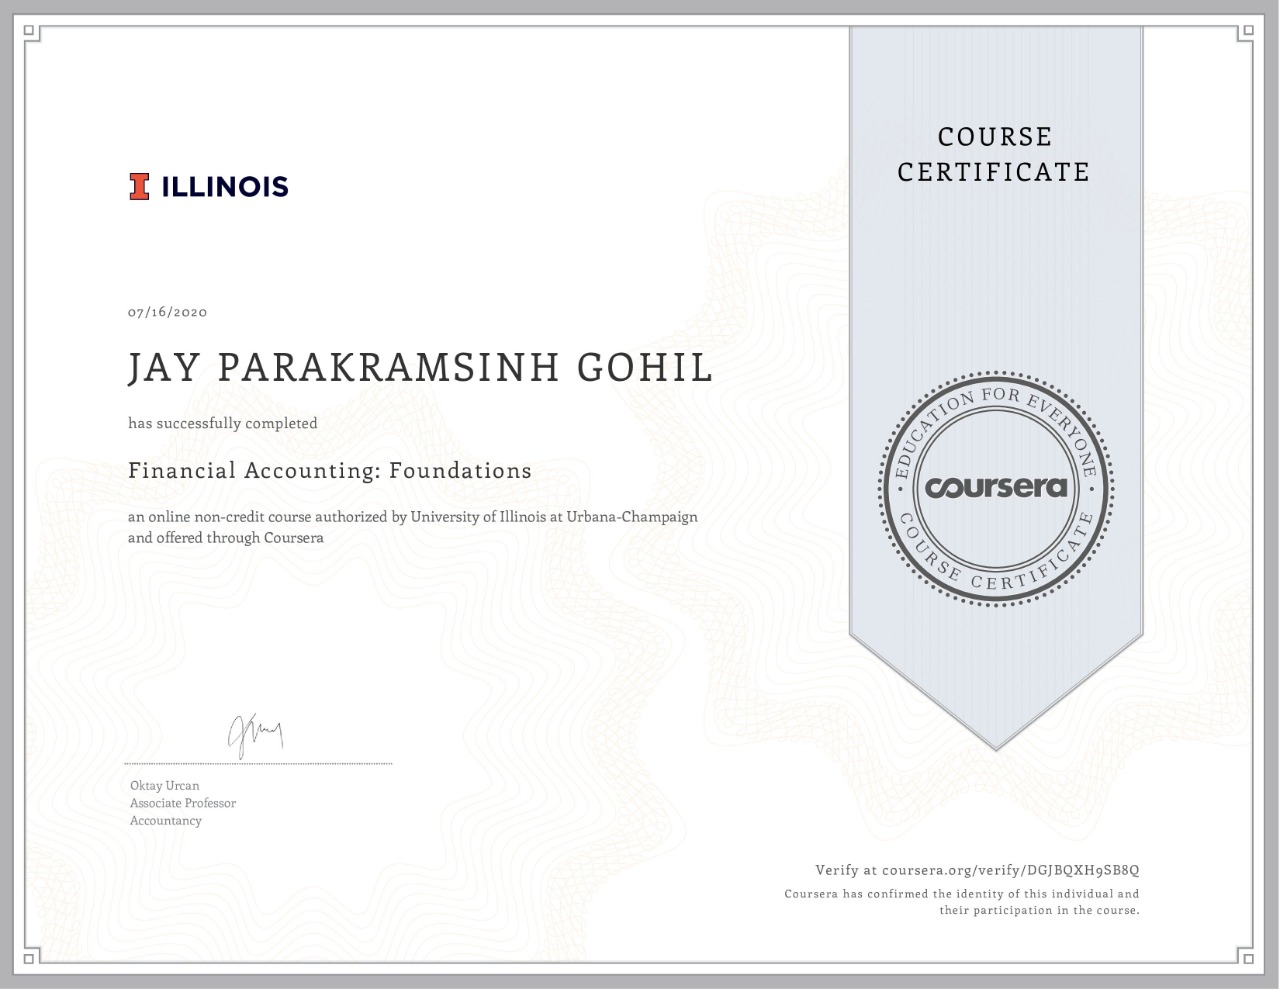 COURSE
CERTIFICATE
ILLINOIS
07/16/2020
JAY PARAKRAMSINH GOHIL
has successfully completed
Financial Accounting: Foundations
an online non-credit course authorized by University of Illinois at Urbana-Champaign
and offered through Coursera
EDUCATION FOR EVERYONE
coursera
COURSE CERTIFICATE
Oktay Urcan
Associate Professor
Accountancy
Verify at coursera.org/verify/DGJBQXH9SB8Q
Coursera has confirmed the identity of this individual and
their participation in the course.